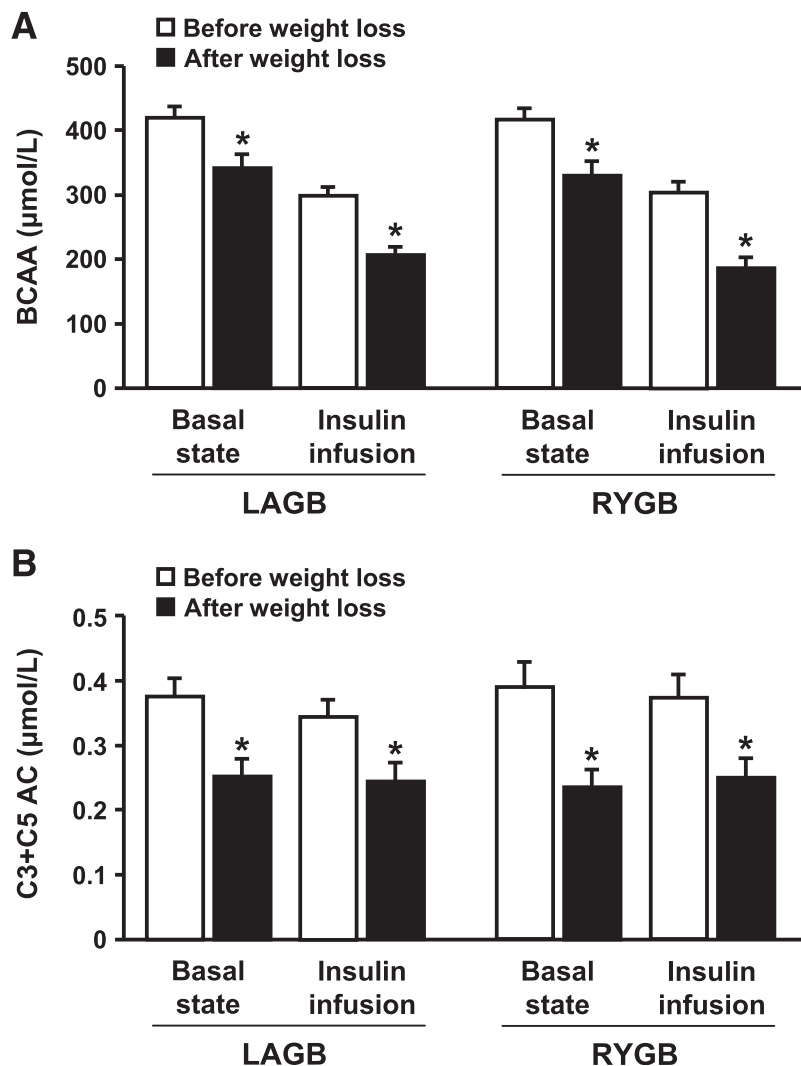 A
Before weight loss
After weight loss
BCAA (µmol/L)
500
400
300
200
100
0
Basal state
Insulin infusion
Basal state
Insulin infusion
LAGB
RYGB
*
*
*
*
B
Before weight loss
After weight loss
C3+C5 AC (µmol/L)
0.5
0.4
0.3
0.2
0.1
0
*
*
*
*
Basal state
Insulin infusion
Basal state
Insulin infusion
LAGB
RYGB